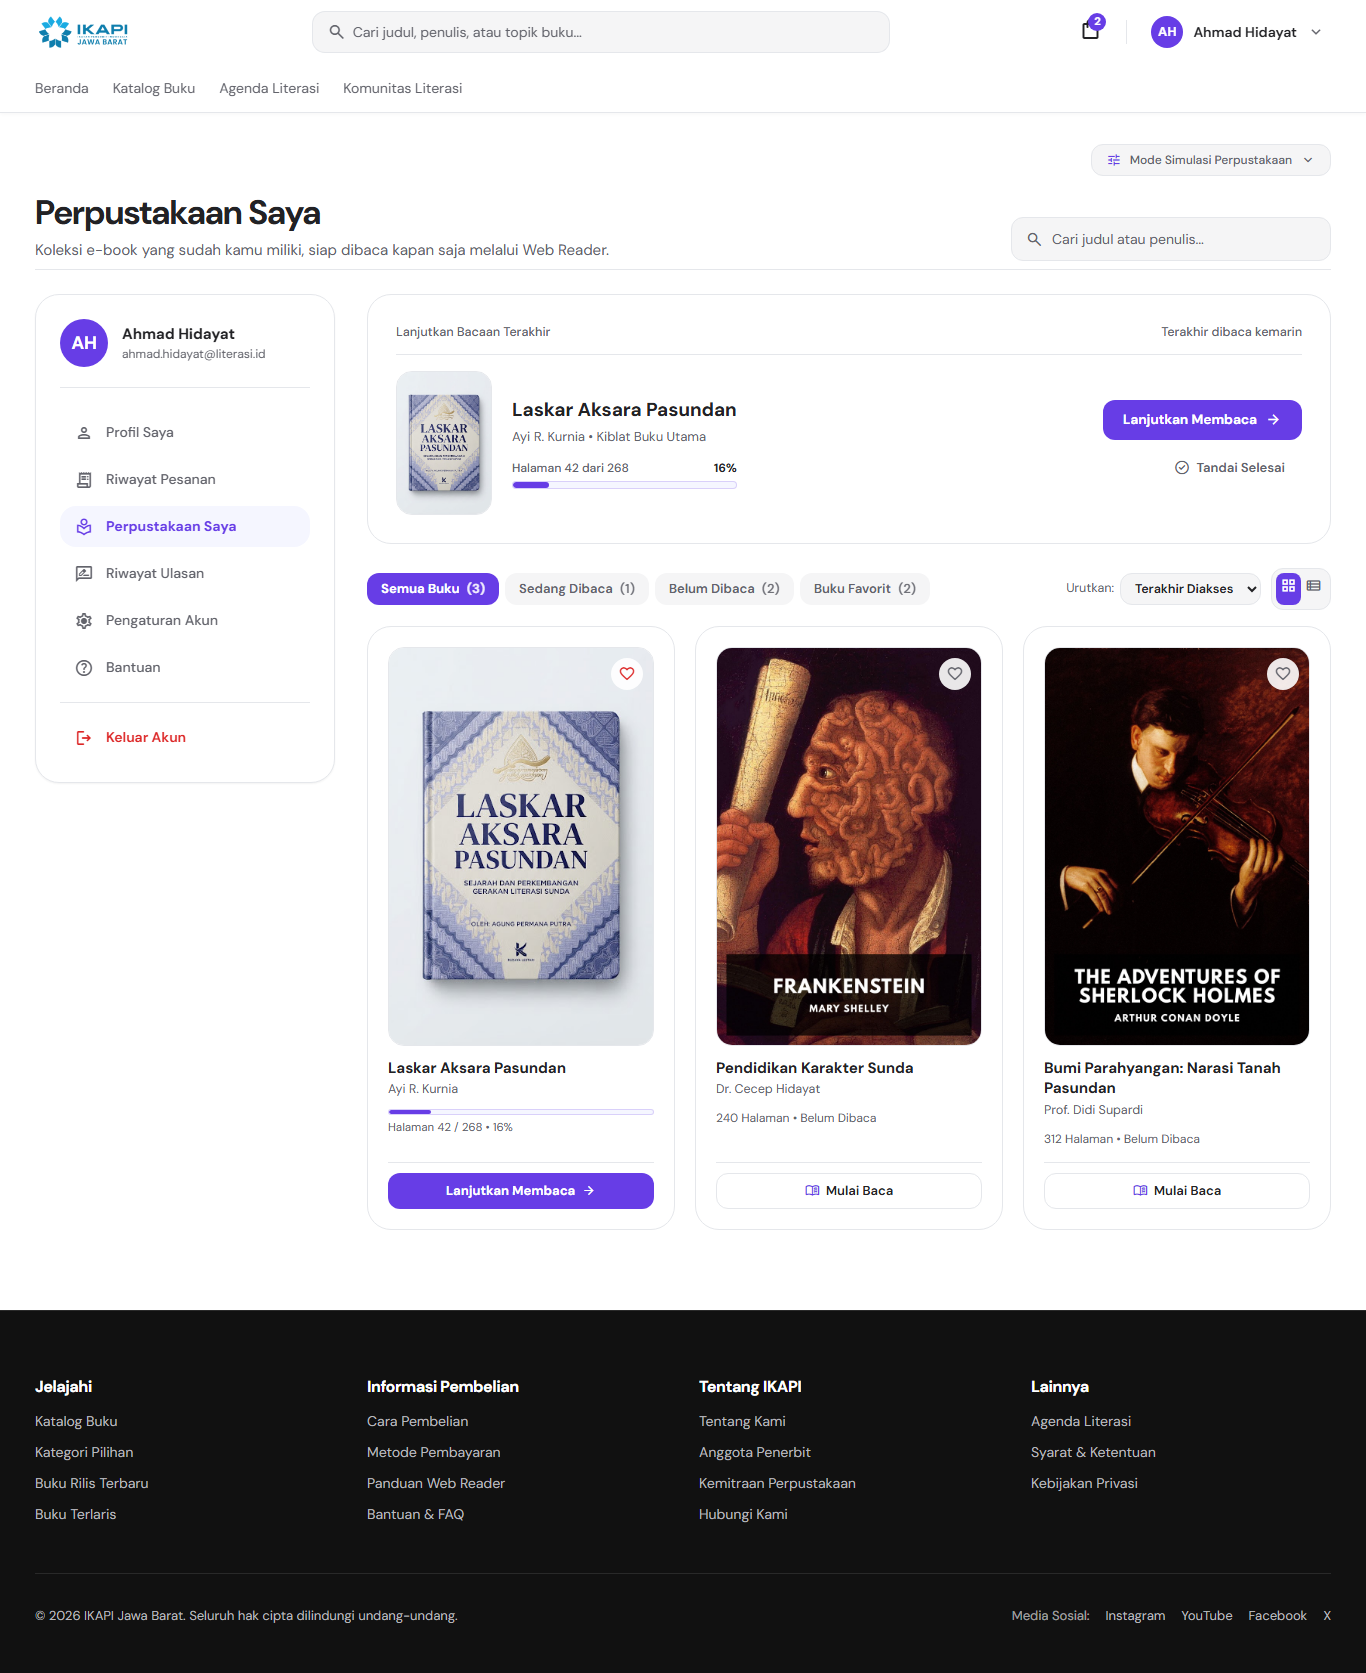 IKAPI
JAWA BARAT
Cari judul, penulis, atau topik buku...
2
AH
Ahmad Hidayat
Beranda
Katalog Buku
Agenda Literasi
Komunitas Literasi
Mode Simulasi Perpustakaan
Perpustakaan Saya
Koleksi e-book yang sudah kamu miliki, siap dibaca kapan saja melalui Web Reader.
Cari judul atau penulis...
AH
Ahmad Hidayat
ahmad.hidayat@literasi.id
Profil Saya
Riwayat Pesanan
Perpustakaan Saya
Riwayat Ulasan
Pengaturan Akun
Bantuan
Keluar Akun
Lanjutkan Bacaan Terakhir
Terakhir dibaca kemarin
LASKAR
AKSARA
PASUNDAN
Laskar Aksara Pasundan
Ayi R. Kurnia • Kiblat Buku Utama
Halaman 42 dari 268
16%
Lanjutkan Membaca
Tandai Selesai
Semua Buku (3)
Sedang Dibaca (1)
Belum Dibaca (2)
Buku Favorit (2)
Urutkan:
Terakhir Diakses
LASKAR
AKSARA
PASUNDAN
SEJARAH DAN PERKEMBANGAN
GERAKAN LITERASI SUNDA
OLEH: AGUNG PERMANA PUTRA
Laskar Aksara Pasundan
Ayi R. Kurnia
Halaman 42 / 268 • 16%
Lanjutkan Membaca
FRANKENSTEIN
MARY SHELLEY
Pendidikan Karakter Sunda
Dr. Cecep Hidayat
240 Halaman • Belum Dibaca
Mulai Baca
THE ADVENTURES OF
SHERLOCK HOLMES
ARTHUR CONAN DOYLE
Bumi Parahyangan: Narasi Tanah
Pasundan
Prof. Didi Supardi
312 Halaman • Belum Dibaca
Mulai Baca
Jelajahi
Katalog Buku
Kategori Pilihan
Buku Rilis Terbaru
Buku Terlaris
Informasi Pembelian
Cara Pembelian
Metode Pembayaran
Panduan Web Reader
Bantuan & FAQ
Tentang IKAPI
Tentang Kami
Anggota Penerbit
Kemitraan Perpustakaan
Hubungi Kami
Lainnya
Agenda Literasi
Syarat & Ketentuan
Kebijakan Privasi
© 2026 IKAPI Jawa Barat. Seluruh hak cipta dilindungi undang-undang.
Media Sosial:
Instagram
YouTube
Facebook
X